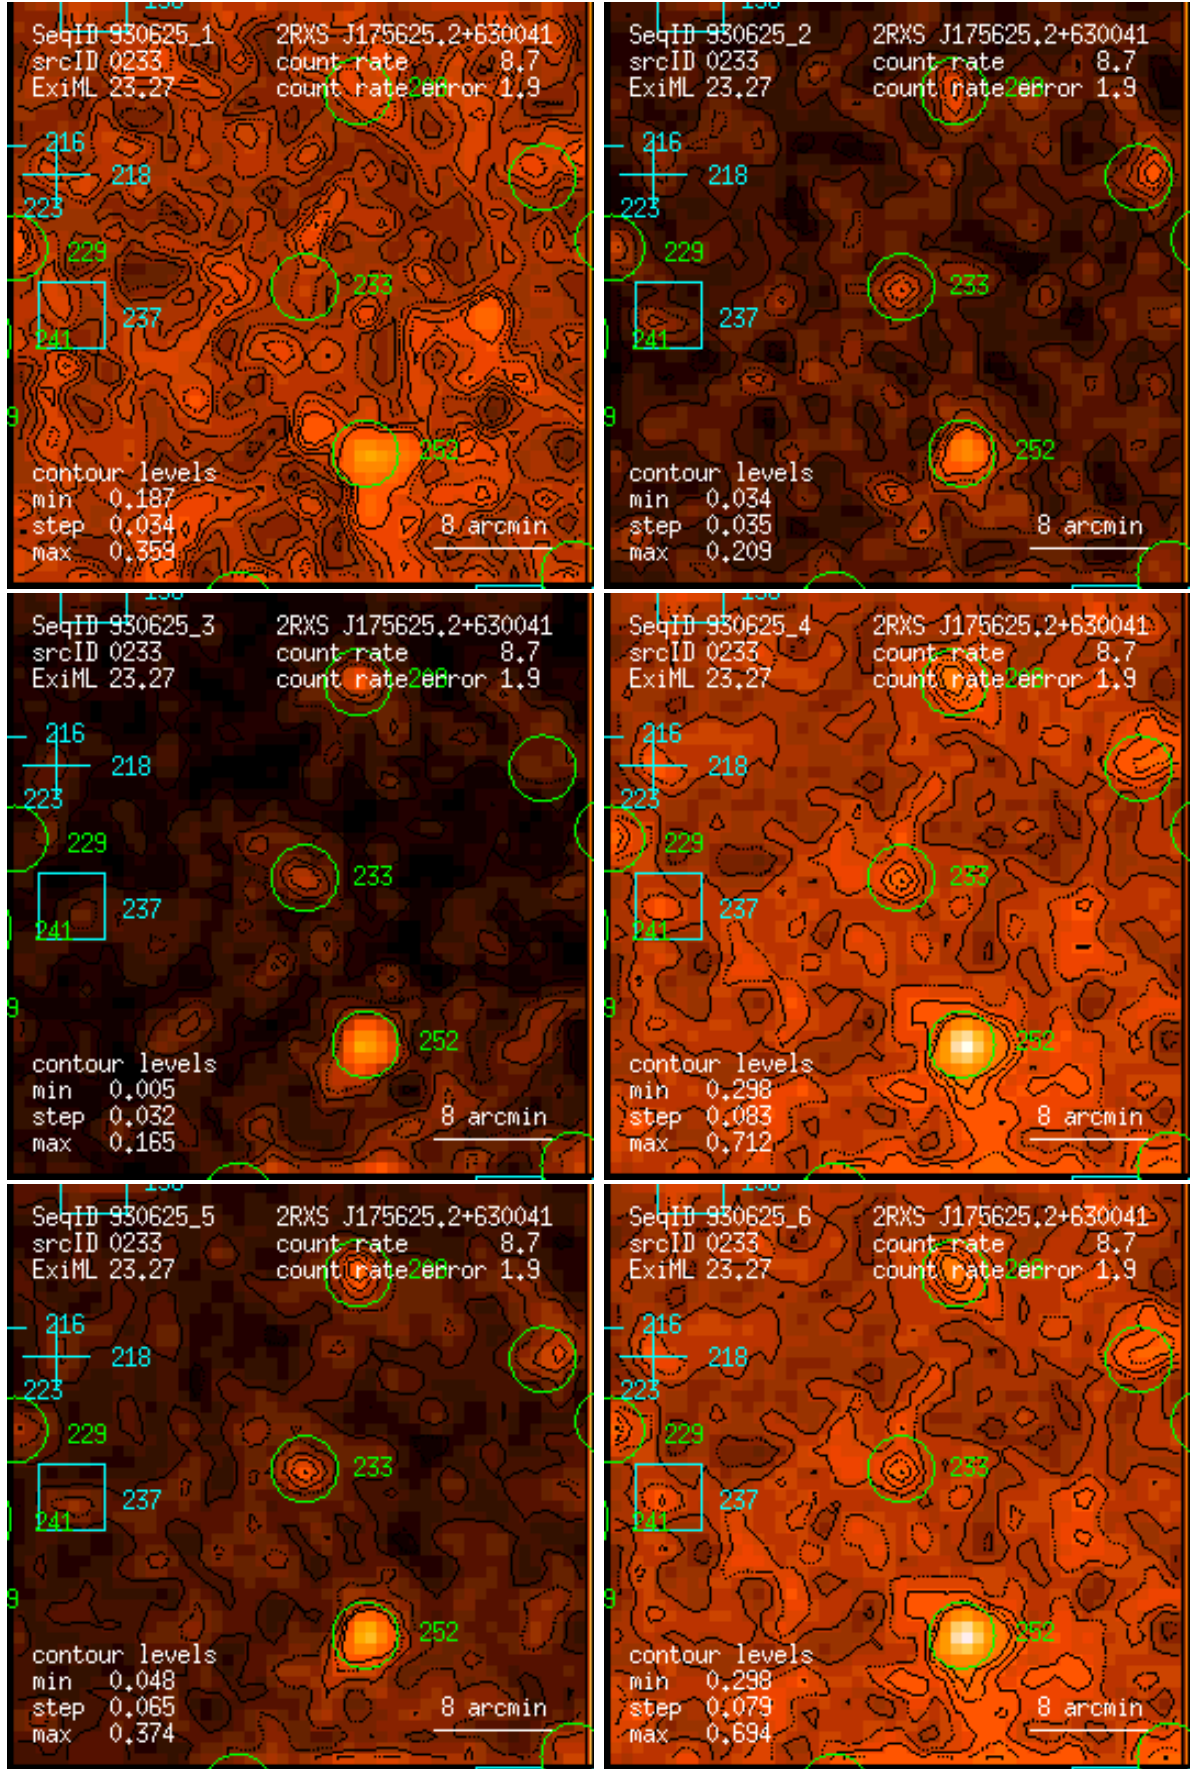 198
SeqID 930625_1 2RXS J175625.2+630041
srcID 0233 count rate 8.7
ExiML 23.27 count rate error 1.9
216
218
223
229
233
237
241
9
252
contour levels
min 0.187
step 0.034
max 0.359
8 arcmin
SeqID 930625_2 2RXS J175625.2+630041
srcID 0233 count rate 8.7
ExiML 23.27 count rate error 1.9
216
218
223
229
233
237
241
9
252
contour levels
min 0.034
step 0.035
max 0.209
8 arcmin
SeqID 930625_3 2RXS J175625.2+630041
srcID 0233 count rate 8.7
ExiML 23.27 count rate error 1.9
216
218
223
229
233
237
241
9
252
contour levels
min 0.005
step 0.032
max 0.165
8 arcmin
SeqID 930625_4 2RXS J175625.2+630041
srcID 0233 count rate 8.7
ExiML 23.27 count rate error 1.9
216
218
223
229
233
237
241
9
252
contour levels
min 0.298
step 0.083
max 0.712
8 arcmin
SeqID 930625_5 2RXS J175625.2+630041
srcID 0233 count rate 8.7
ExiML 23.27 count rate error 1.9
216
218
223
229
233
237
241
9
252
contour levels
min 0.048
step 0.065
max 0.374
8 arcmin
SeqID 930625_6 2RXS J175625.2+630041
srcID 0233 count rate 8.7
ExiML 23.27 count rate error 1.9
216
218
223
229
233
237
241
9
252
contour levels
min 0.298
step 0.079
max 0.694
8 arcmin